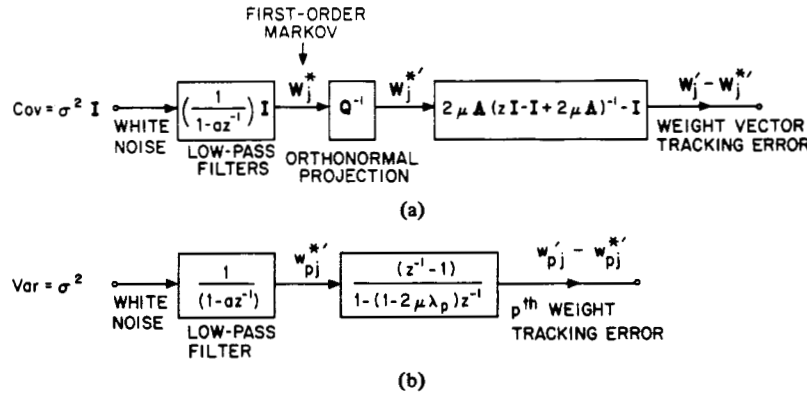 FIRST-ORDER
MARKOV
Cov = σ² I
WHITE
NOISE
(1/(1-az⁻¹)) I
LOW-PASS
FILTERS
W*ⱼ
Q⁻¹
ORTHONORMAL
PROJECTION
W*′ⱼ
2μΛ(zI-I+2μΛ)⁻¹-I
W′ⱼ - W*′ⱼ
WEIGHT VECTOR
TRACKING ERROR
(a)
Var = σ²
WHITE
NOISE
1/(1-az⁻¹)
LOW-PASS
FILTER
w*′pj
(z⁻¹-1)/(1-(1-2μλp)z⁻¹)
w′pj - w*′pj
pth WEIGHT
TRACKING ERROR
(b)